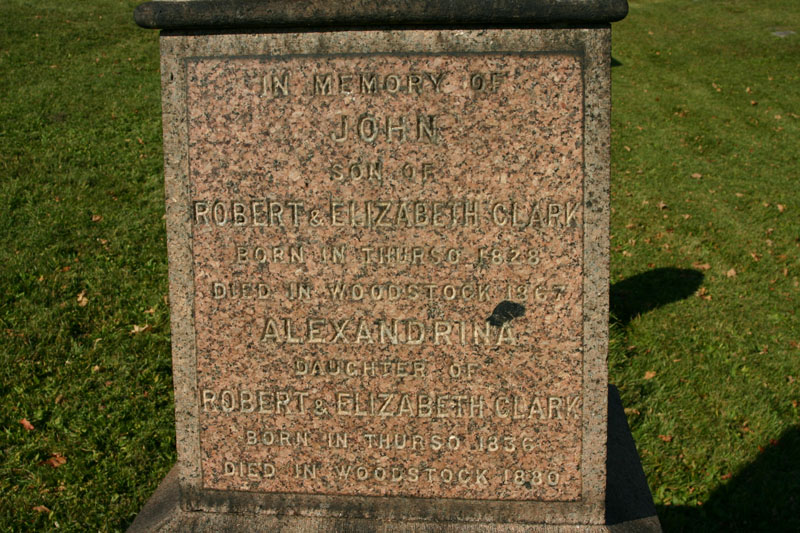 IN MEMORY OF
JOHN
SON OF
ROBERT & ELIZABETH CLARK
BORN IN THURSO 1828
DIED IN WOODSTOCK 1867
ALEXANDRINA
DAUGHTER OF
ROBERT & ELIZABETH CLARK
BORN IN THURSO 1836
DIED IN WOODSTOCK 1880